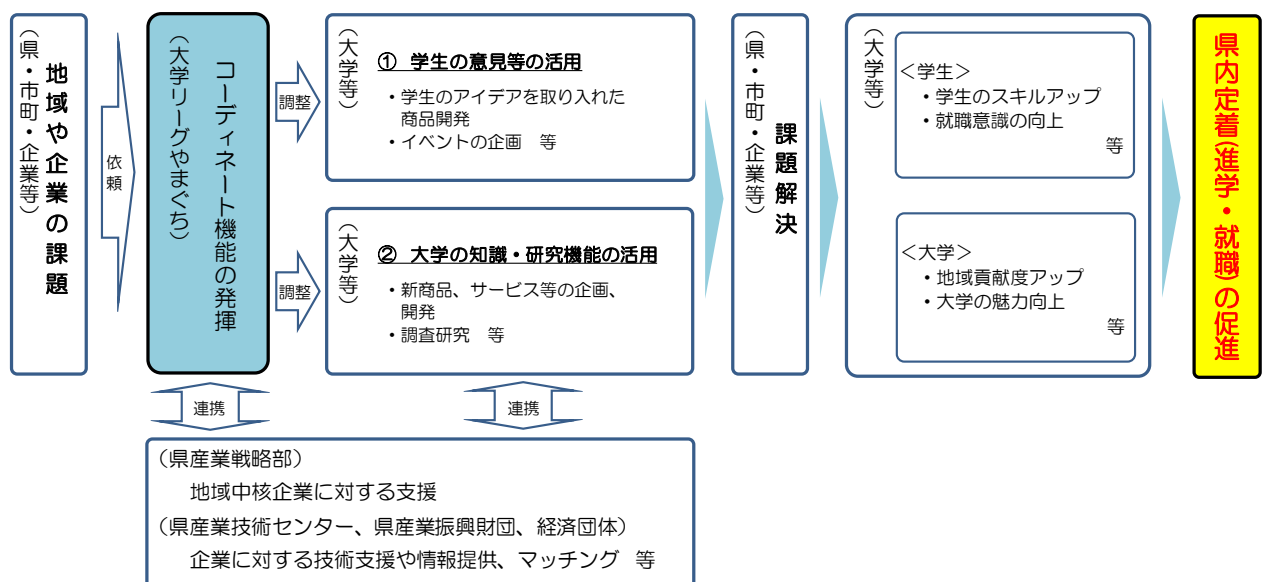 地域や企業の課題
（県・市町・企業等）
依頼
コーディネート機能の発揮
（大学リーグやまぐち）
調整
調整
（大学等）
① 学生の意見等の活用
・学生のアイデアを取り入れた
商品開発
・イベントの企画　等
（大学等）
② 大学の知識・研究機能の活用
・新商品、サービス等の企画、
開発
・調査研究　等
課題解決
（県・市町・企業等）
（大学等）
＜学生＞
・学生のスキルアップ
・就職意識の向上
等
＜大学＞
・地域貢献度アップ
・大学の魅力向上
等
県内定着（進学・就職）の促進
連携
連携
（県産業戦略部）
地域中核企業に対する支援
（県産業技術センター、県産業振興財団、経済団体）
企業に対する技術支援や情報提供、マッチング　等